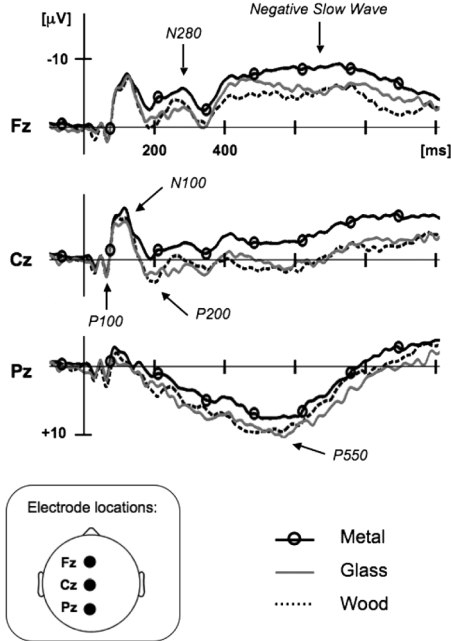 [μV]
Negative Slow Wave
N280
-10
Fz
200
400
[ms]
N100
Cz
P200
P100
Pz
+10
P550
Electrode locations:
Fz
Cz
Pz
Metal
Glass
Wood